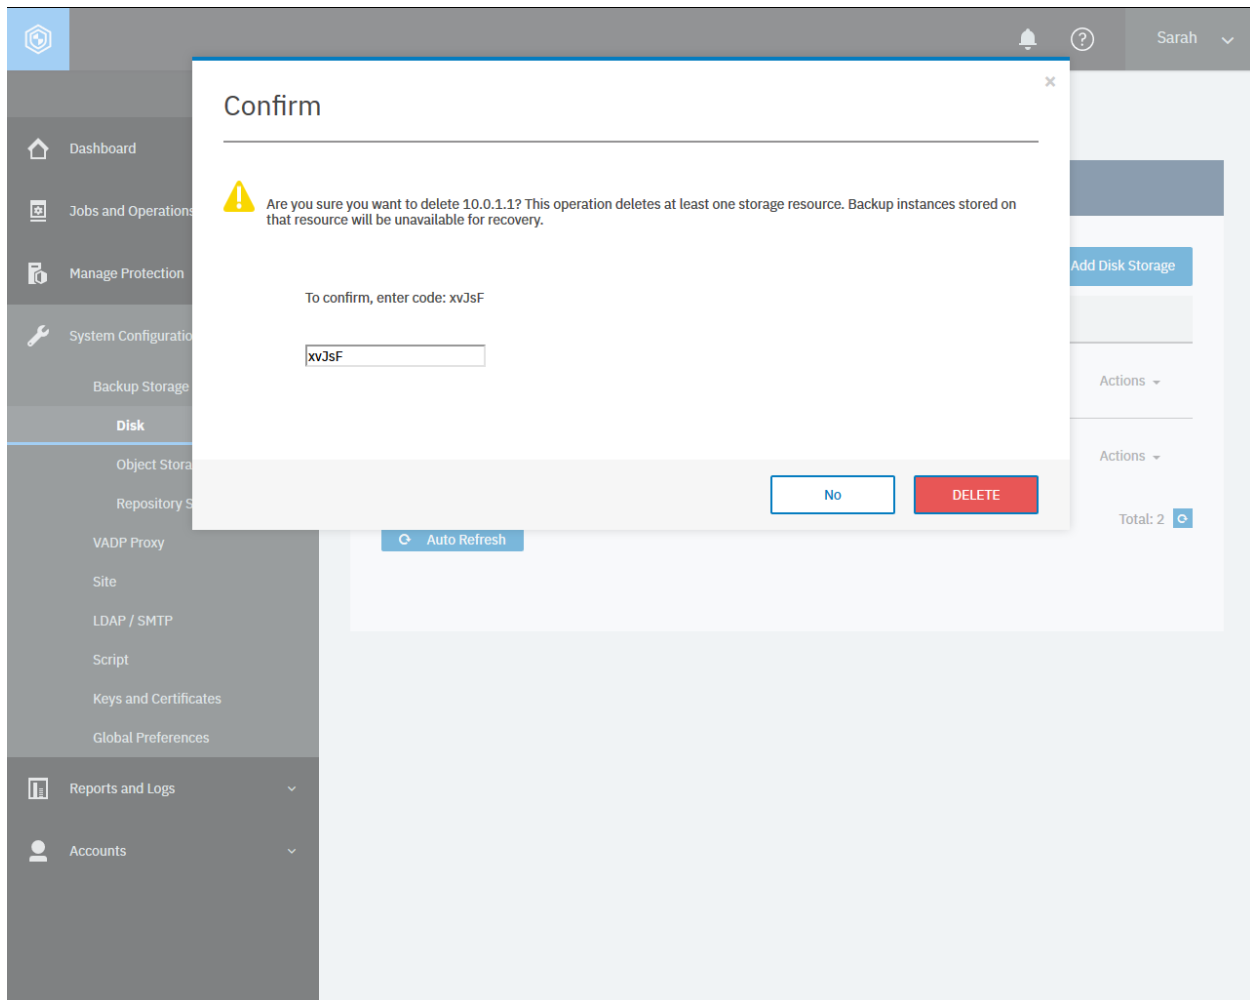 Sarah
Confirm
×
Dashboard
Jobs and Operations
Manage Protection
System Configuratio
Backup Storage
Disk
Object Stora
Repository S
VADP Proxy
Site
LDAP / SMTP
Script
Keys and Certificates
Global Preferences
Reports and Logs
Accounts
Are you sure you want to delete 10.0.1.1? This operation deletes at least one storage resource. Backup instances stored on
that resource will be unavailable for recovery.
To confirm, enter code: xvJsF
xvJsF
No
DELETE
Add Disk Storage
Actions
Actions
Total: 2
Auto Refresh